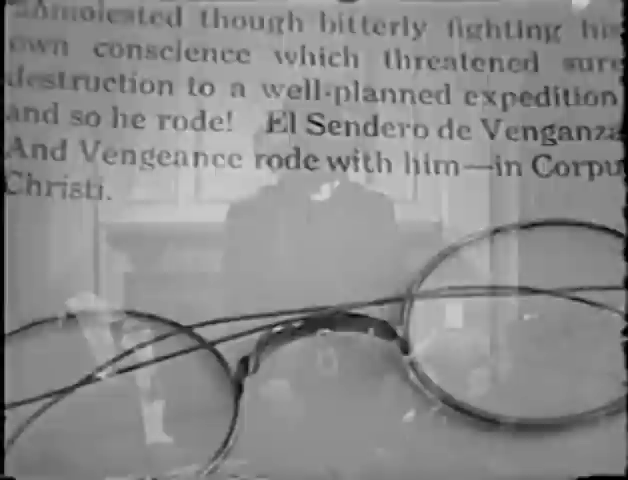 unmolested though bitterly fighting his
own conscience which threatened sure
destruction to a well-planned expedition
and so he rode! El Sendero de Venganza
And Vengeance rode with him—in Corpu
Christi.